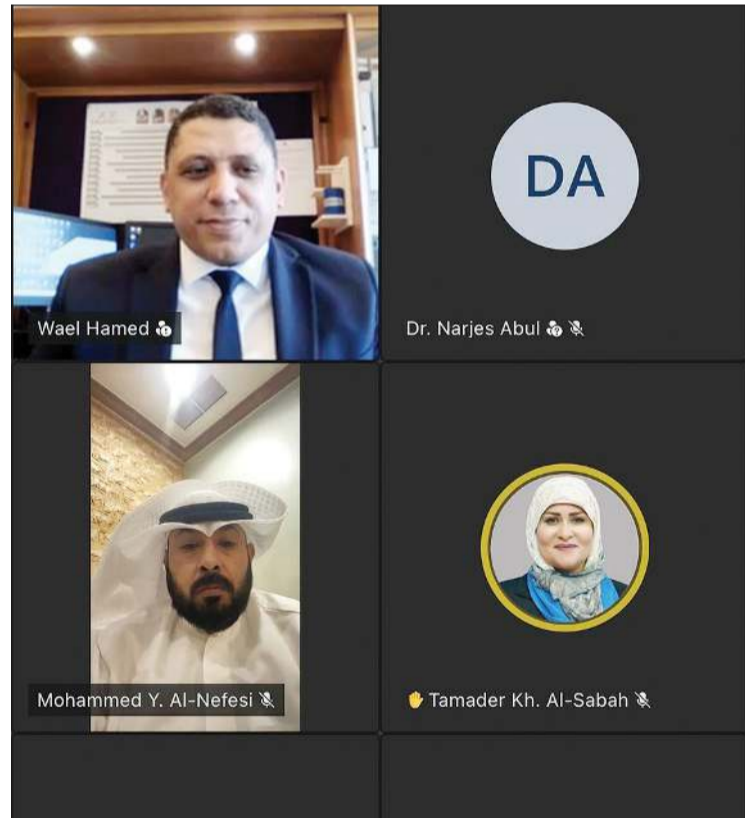 DA
Wael Hamed
Dr. Narjes Abul
Mohammed Y. Al-Nefesi
Tamader Kh. Al-Sabah